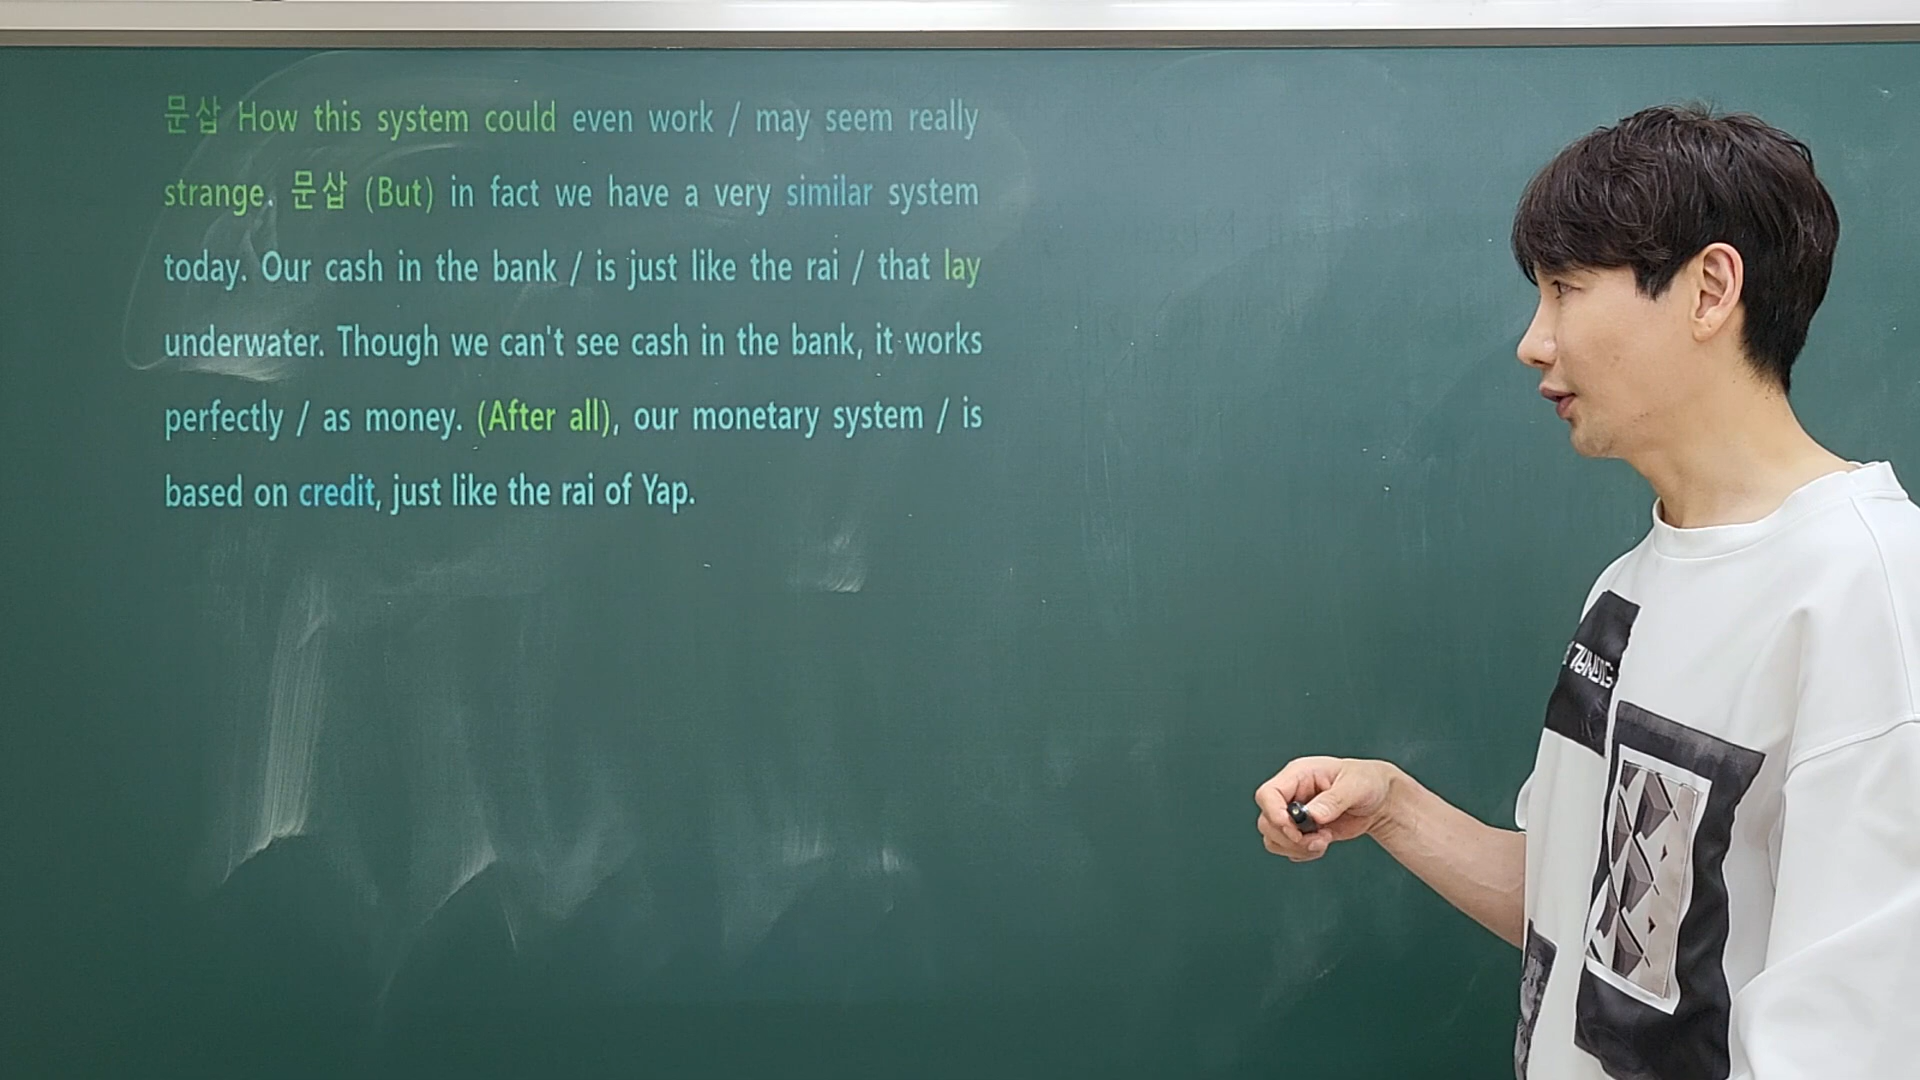 문삽 How this system could even work / may seem really
strange. 문삽 (But) in fact we have a very similar system
today. Our cash in the bank / is just like the rai / that lay
underwater. Though we can't see cash in the bank, it works
perfectly / as money. (After all), our monetary system / is
based on credit, just like the rai of Yap.